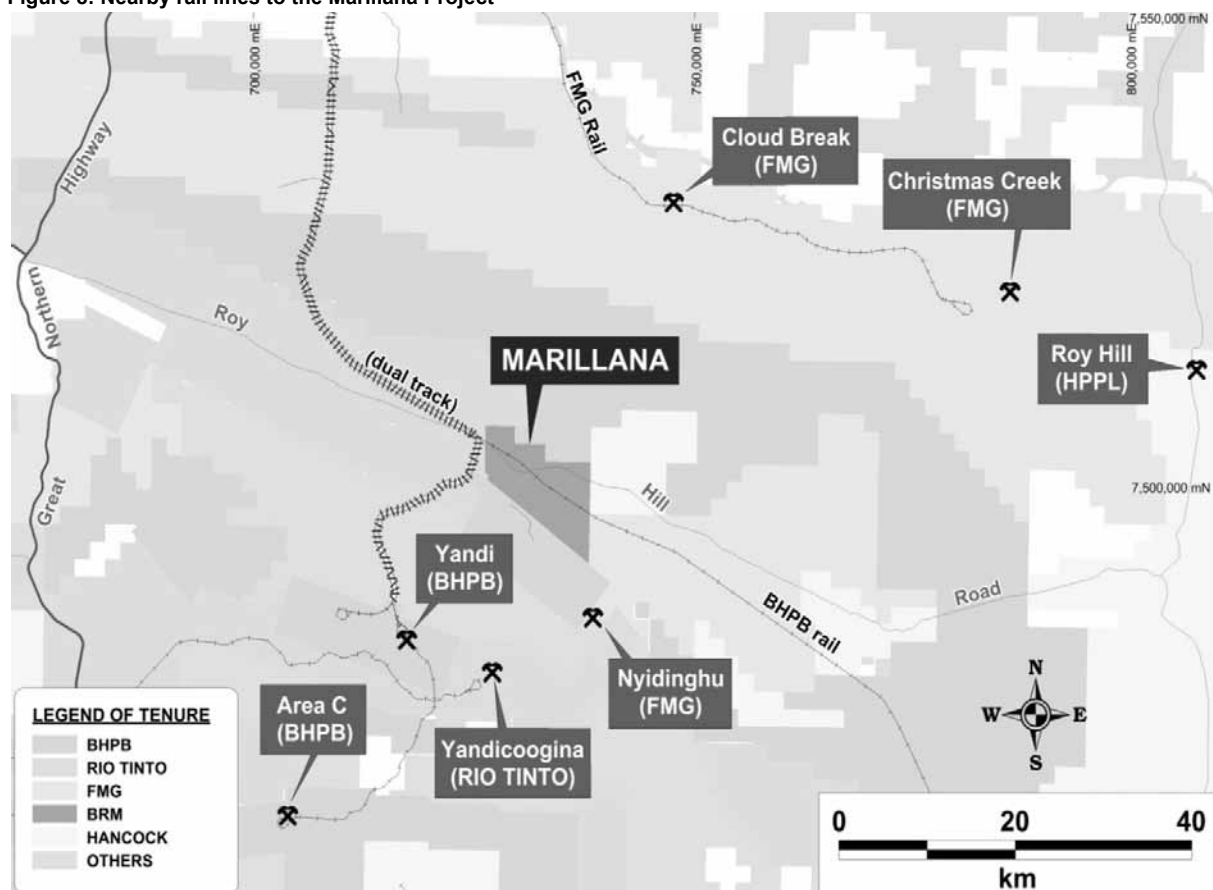 Figure 3: Nearby rail lines to the Marillana Project
7,550,000 mN
700,000 mE
750,000 mE
800,000 mE
FMG Rail
Highway
Cloud Break
(FMG)
Christmas Creek
(FMG)
Northern
Roy
(dual track)
MARILLANA
Roy Hill
(HPPL)
Great
Hill
7,500,000 mN
Yandi
(BHPB)
BHPB rail
Road
Nyidinghu
(FMG)
N
W
E
S
Area C
(BHPB)
Yandicoogina
(RIO TINTO)
LEGEND OF TENURE
BHPB
RIO TINTO
FMG
BRM
HANCOCK
OTHERS
0 20 40
km